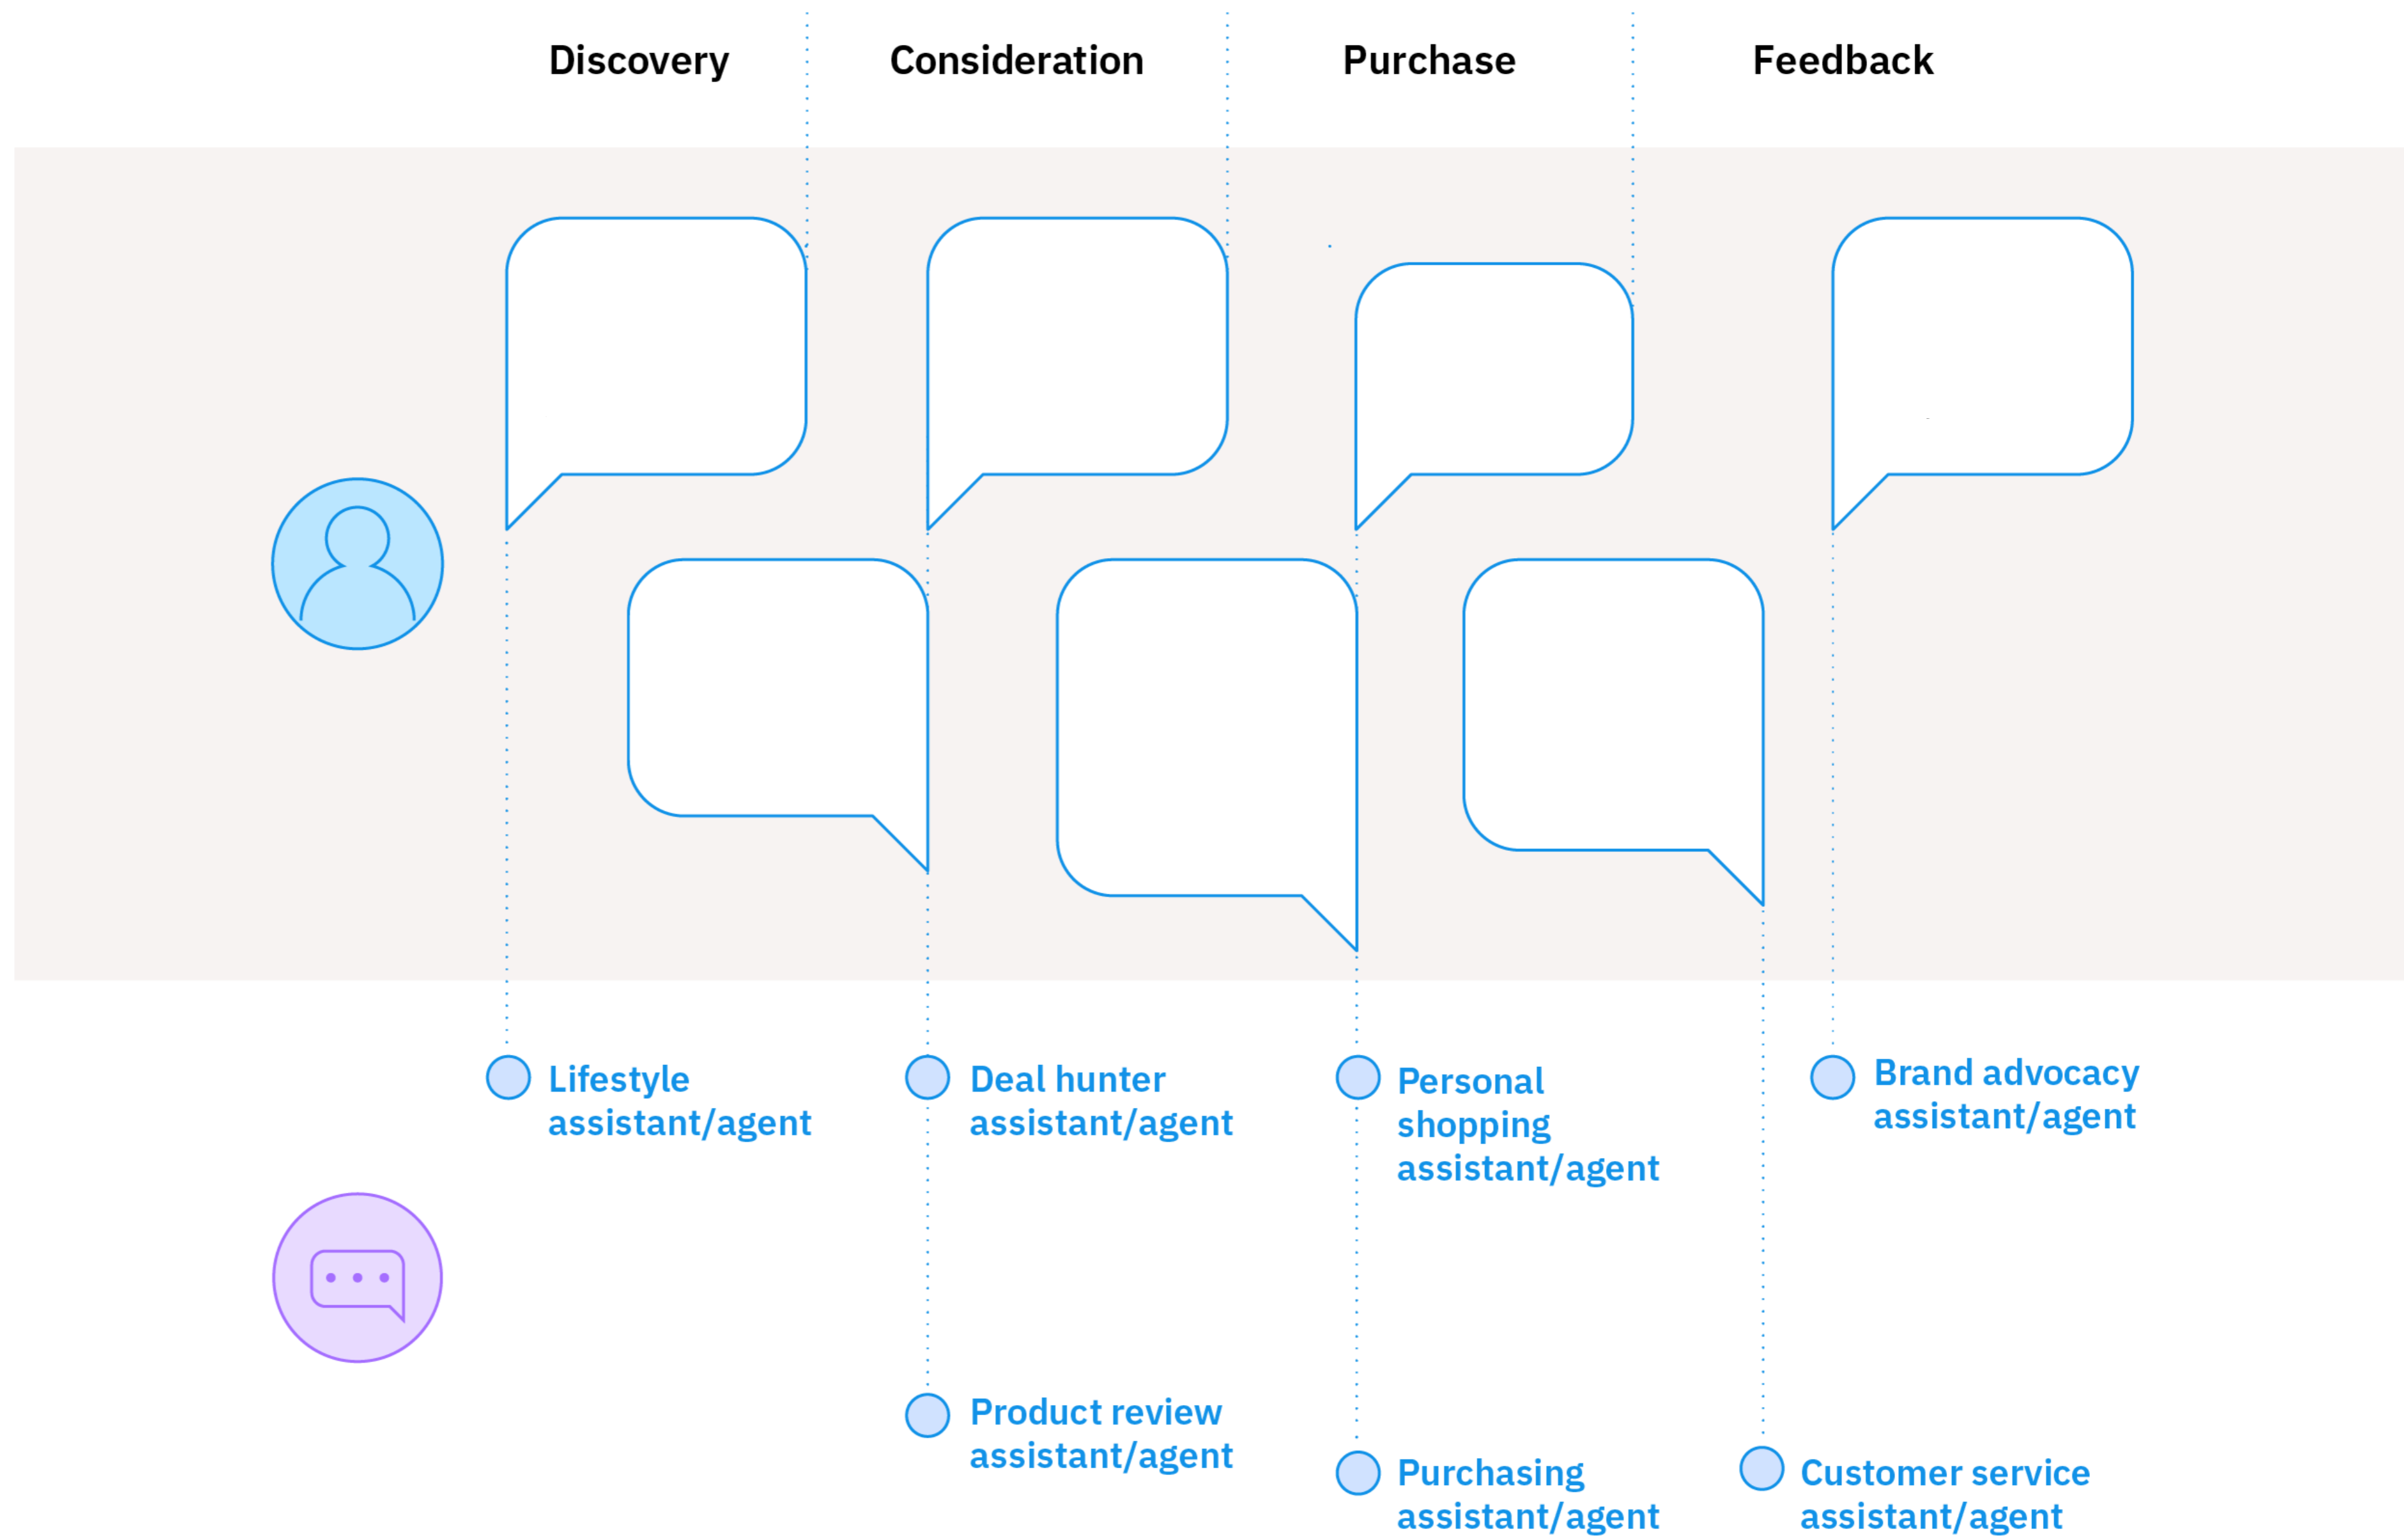 Discovery
Consideration
Purchase
Feedback
Lifestyle
assistant/agent
Deal hunter
assistant/agent
Personal
shopping
assistant/agent
Brand advocacy
assistant/agent
Product review
assistant/agent
Purchasing
assistant/agent
Customer service
assistant/agent